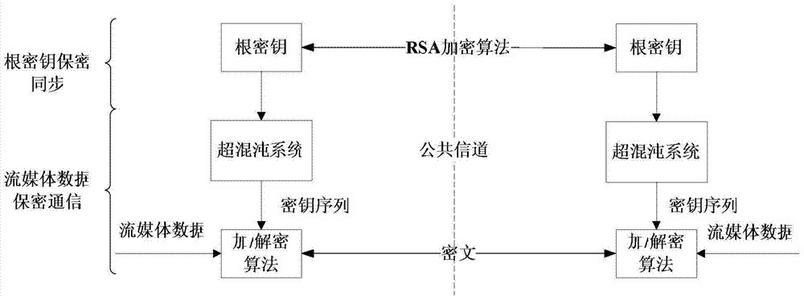 根密钥
RSA加密算法
根密钥
根密钥保密
同步
超混沌系统
公共信道
超混沌系统
流媒体数据
保密通信
密钥序列
密钥序列
流媒体数据
加/解密
算法
密文
加/解密
算法
流媒体数据